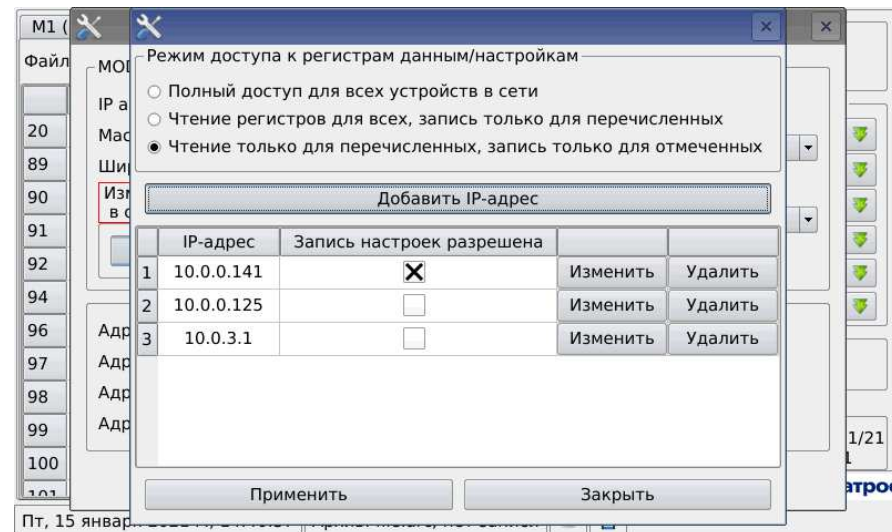 М1 (
Файл
20
89
90
91
92
94
96
97
98
99
100
IP а
Мас
Адр
Адр
Адр
Адр
Режим доступа к регистрам данным/настройкам
Полный доступ для всех устройств в сети
Чтение регистров для всех, запись только для перечисленных
Чтение только для перечисленных, запись только для отмеченных
Добавить IP-адрес
IP-адрес Запись настроек разрешена
1 10.0.0.141 Изменить Удалить
2 10.0.0.125 Изменить Удалить
3 10.0.3.1 Изменить Удалить
Применить Закрыть
1/21
Пт, 15 январ